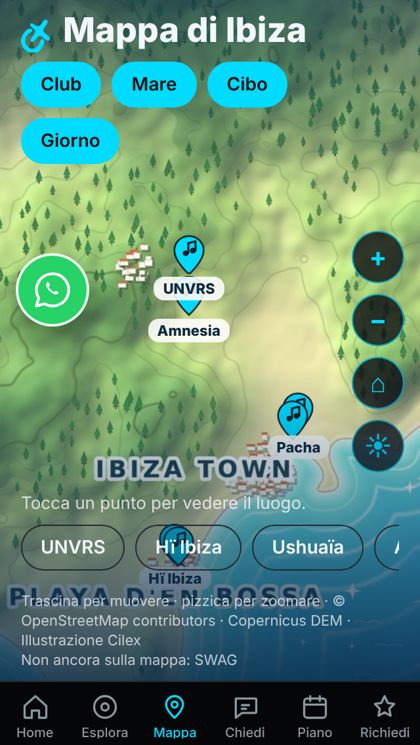 Mappa di Ibiza
Club
Mare
Cibo
Giorno
UNVRS
Amnesia
Pacha
IBIZA TOWN
Tocca un punto per vedere il luogo.
UNVRS
Hï Ibiza
Ushuaïa
Hï Ibiza
PLAYA D'EN BOSSA
Trascina per muovere · pizzica per zoomare · ©
OpenStreetMap contributors · Copernicus DEM ·
Illustrazione Cilex
Non ancora sulla mappa: SWAG
Home
Esplora
Mappa
Chiedi
Piano
Richiedi